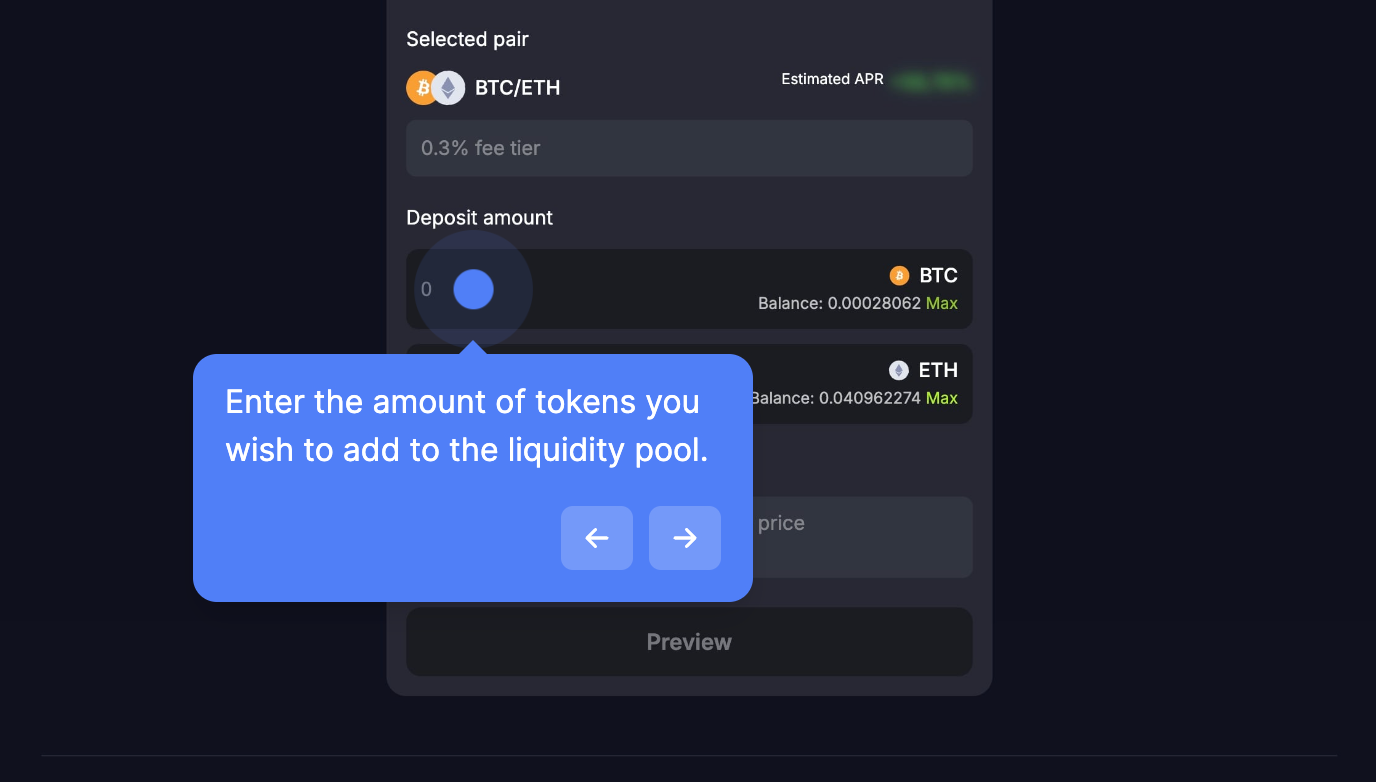 Selected pair
BTC/ETH
Estimated APR
0.3% fee tier
Deposit amount
0
BTC
Balance: 0.00028062 Max
ETH
Balance: 0.040962274 Max
Enter the amount of tokens you
wish to add to the liquidity pool.
price
Preview